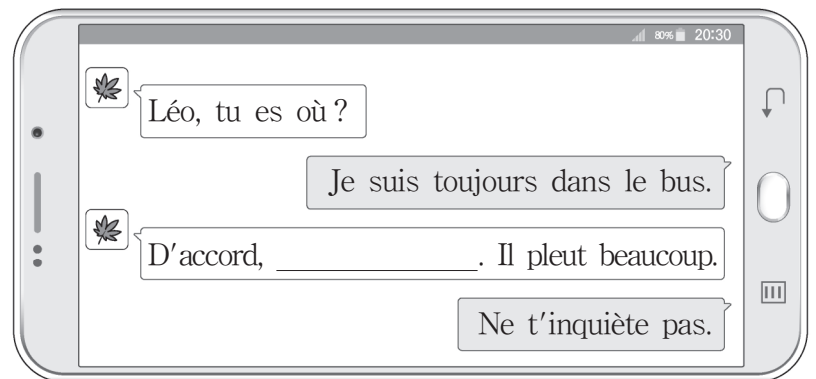 80% 20:30
Léo, tu es où ?
Je suis toujours dans le bus.
D'accord, ______________. Il pleut beaucoup.
Ne t'inquiète pas.